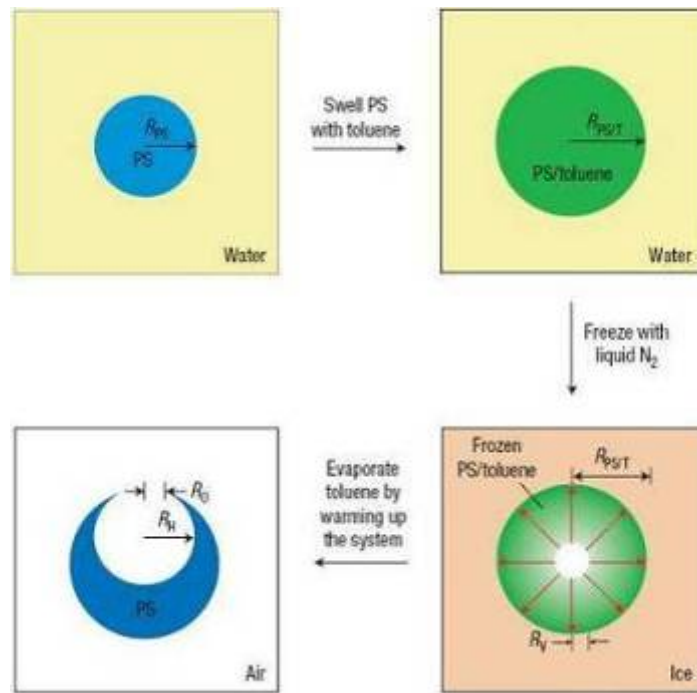 R_PS
PS
Water
Swell PS
with toluene
R_PS/T
PS/toluene
Water
Freeze with
liquid N₂
Frozen
PS/toluene
R_PS/T
R_V
Ice
Evaporate
toluene by
warming up
the system
R_O
R_H
PS
Air